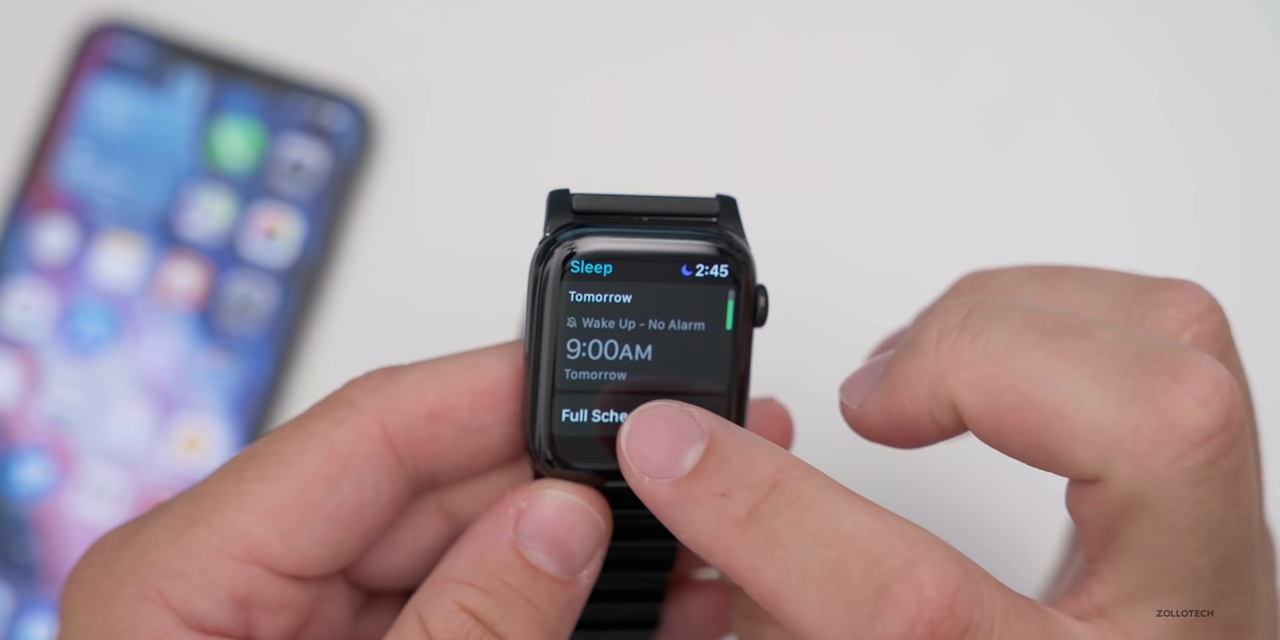 Sleep
2:45
Tomorrow
Wake Up - No Alarm
9:00AM
Tomorrow
Full Sche
ZOLLOTECH